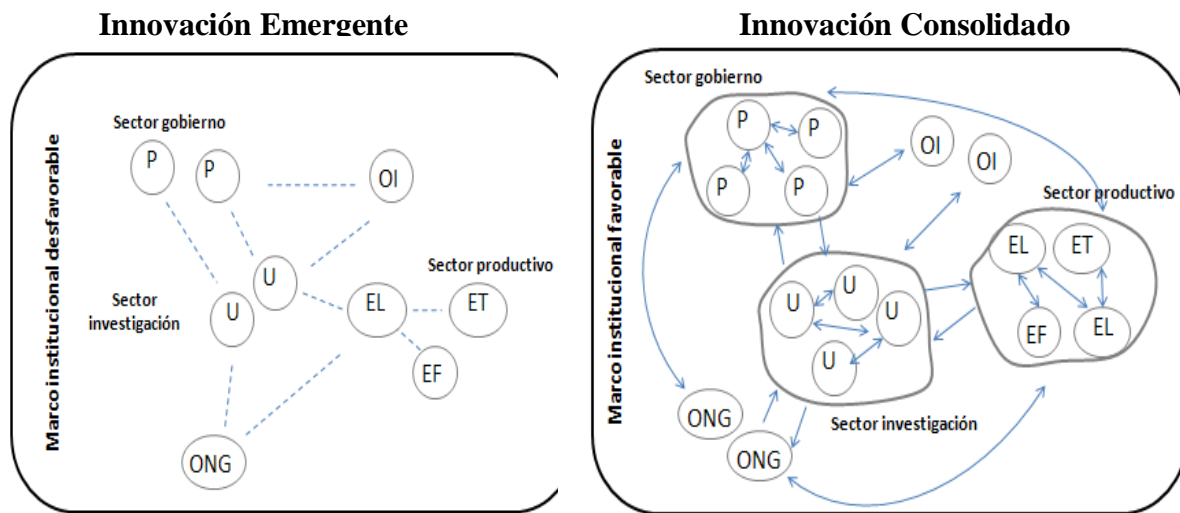 Innovación Emergente
Marco institucional desfavorable
Sector gobierno
P
P
OI
U
U
Sector
investigación
Sector productivo
EL
ET
EF
ONG
Innovación Consolidado
Marco institucional favorable
Sector gobierno
P
P
P
P
OI
OI
Sector productivo
EL
ET
EF
EL
U
U
U
U
Sector investigación
ONG
ONG